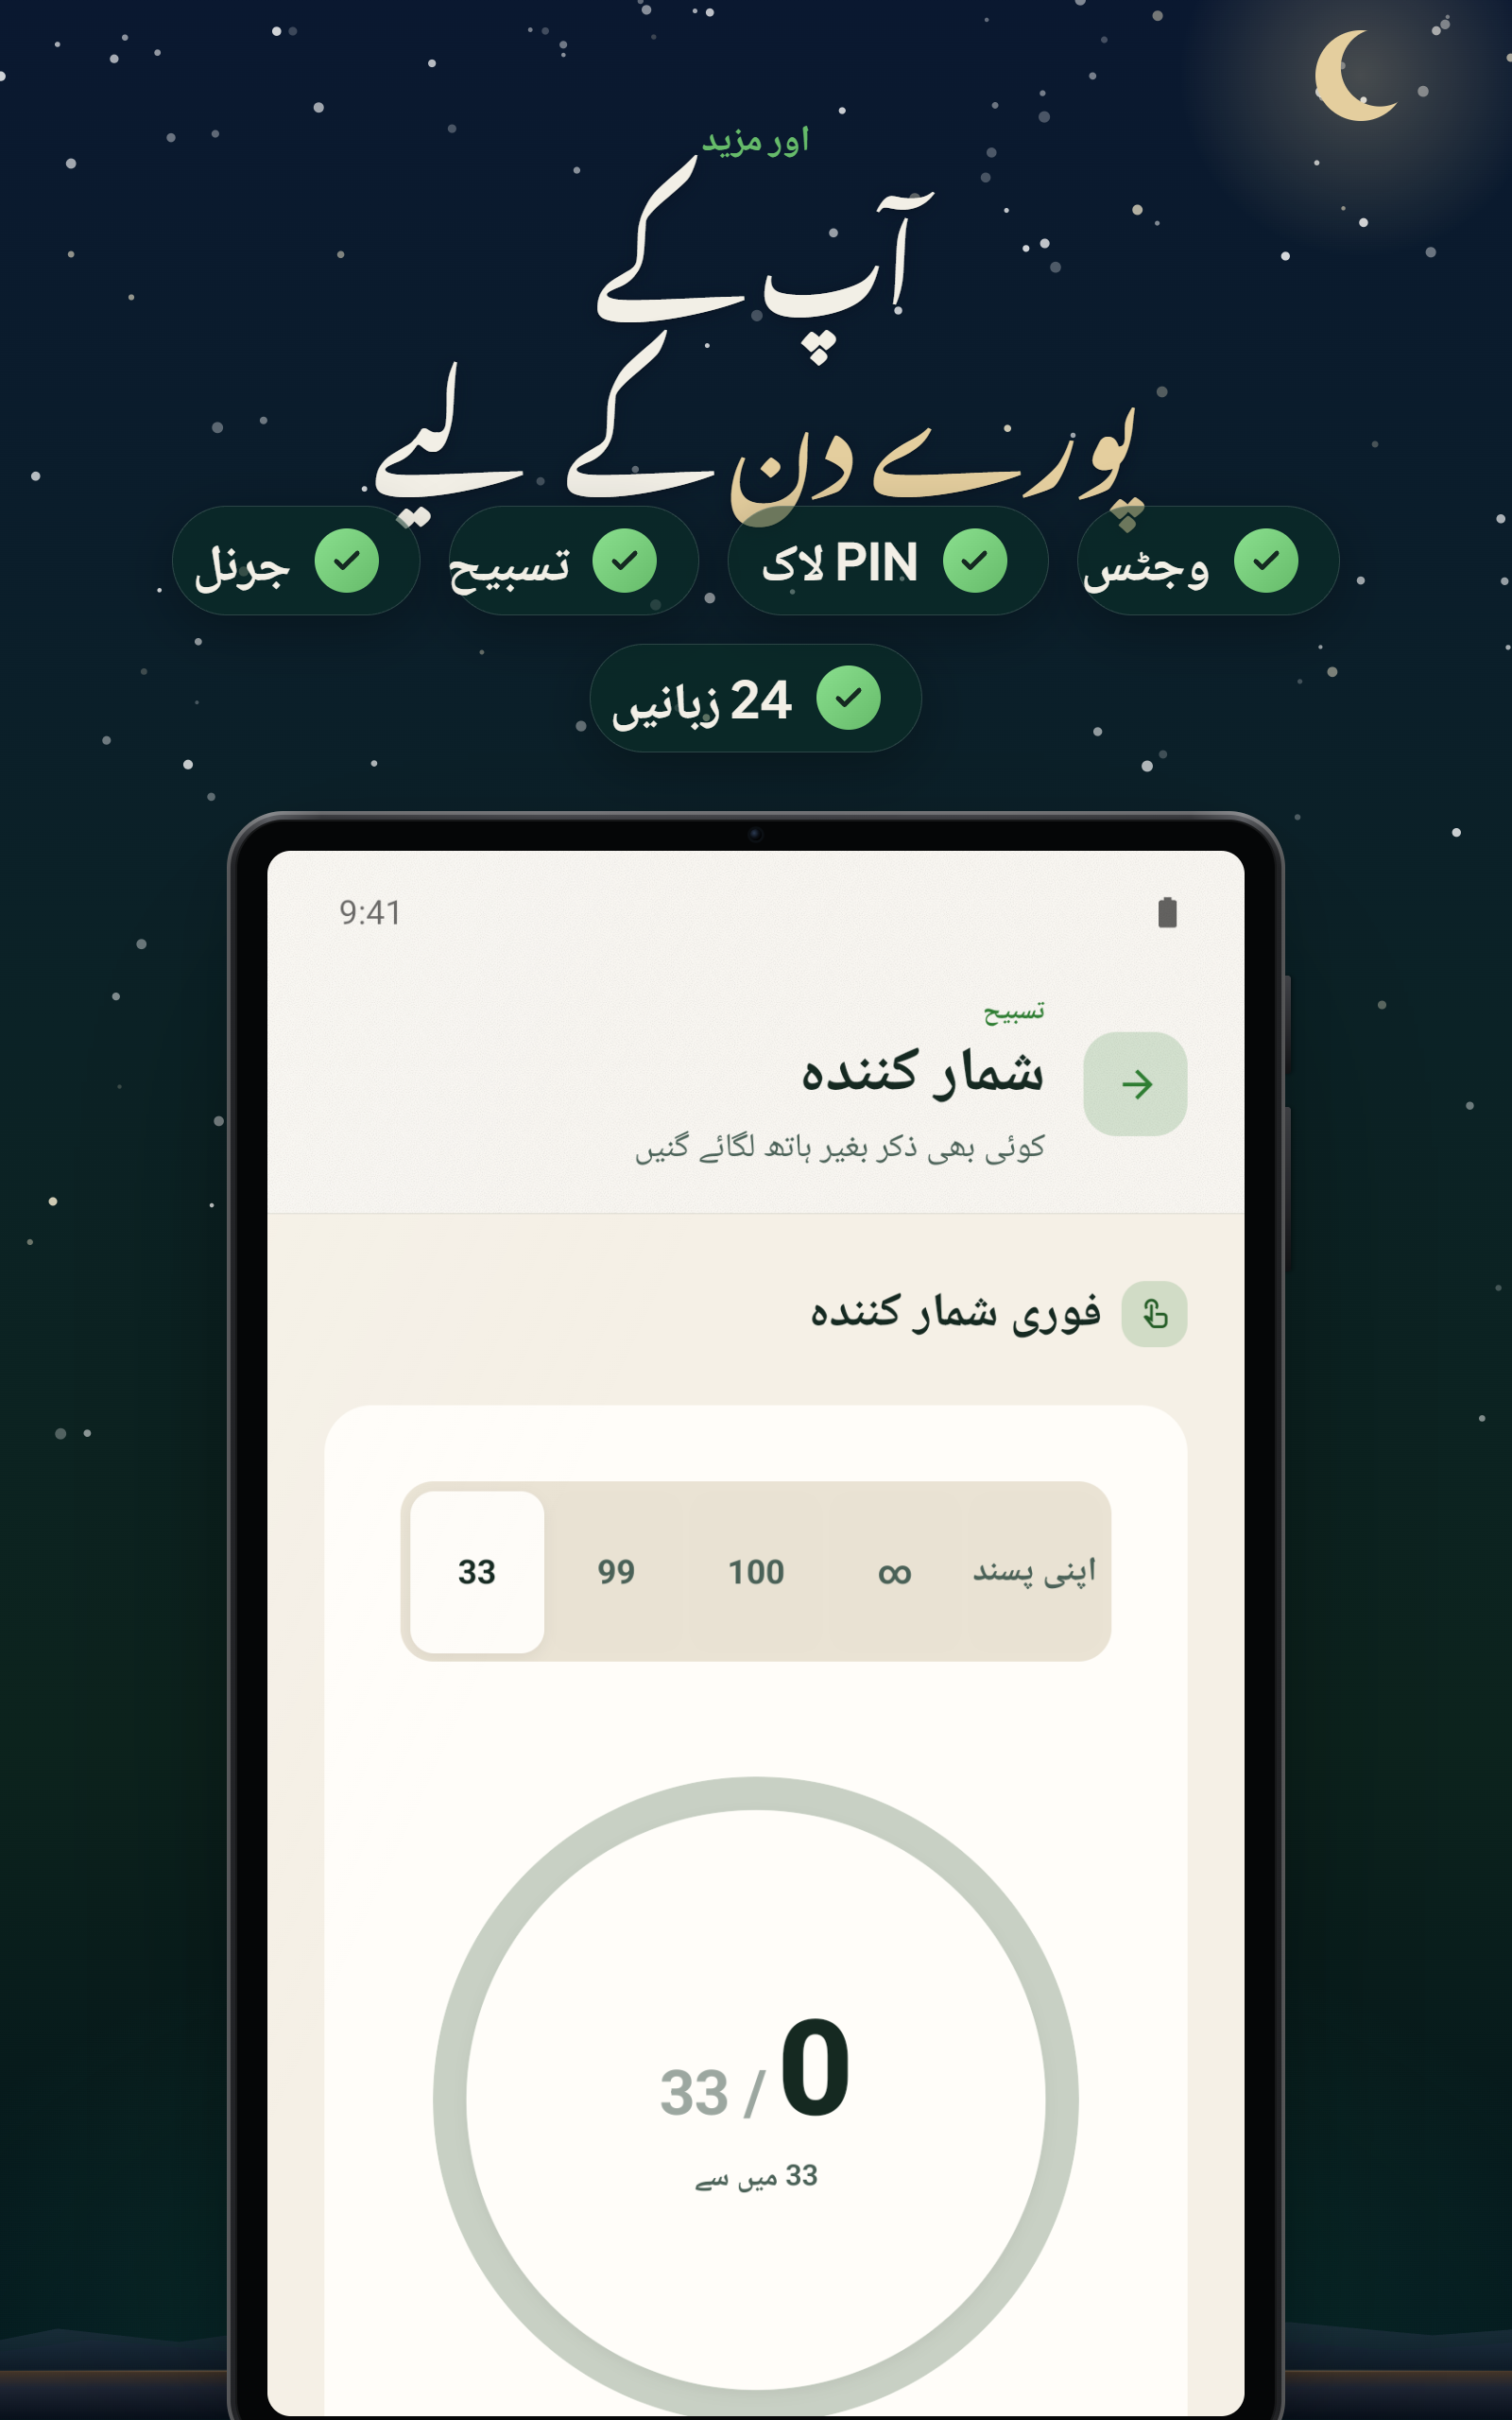 اور مزید
آپ کے
پورے دن کے لیے
وجٹس
PIN لاک
تسبیح
جرنل
24 زبانیں
9:41
تسبیح
شمار کنندہ
کوئی بھی ذکر بغیر ہاتھ لگائے گنیں
فوری شمار کنندہ
اپنی پسند
∞
100
99
33
0 / 33
33 میں سے